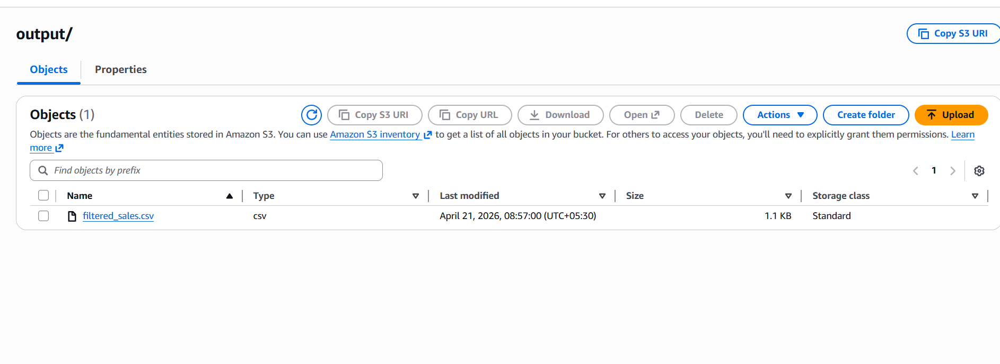 output/
Copy S3 URI
Objects Properties
Objects (1)
Copy S3 URI Copy URL Download Open Delete Actions Create folder Upload
Objects are the fundamental entities stored in Amazon S3. You can use Amazon S3 inventory to get a list of all objects in your bucket. For others to access your objects, you'll need to explicitly grant them permissions. Learn
more
Find objects by prefix
1
Name Type Last modified Size Storage class
filtered_sales.csv csv April 21, 2026, 08:57:00 (UTC+05:30) 1.1 KB Standard